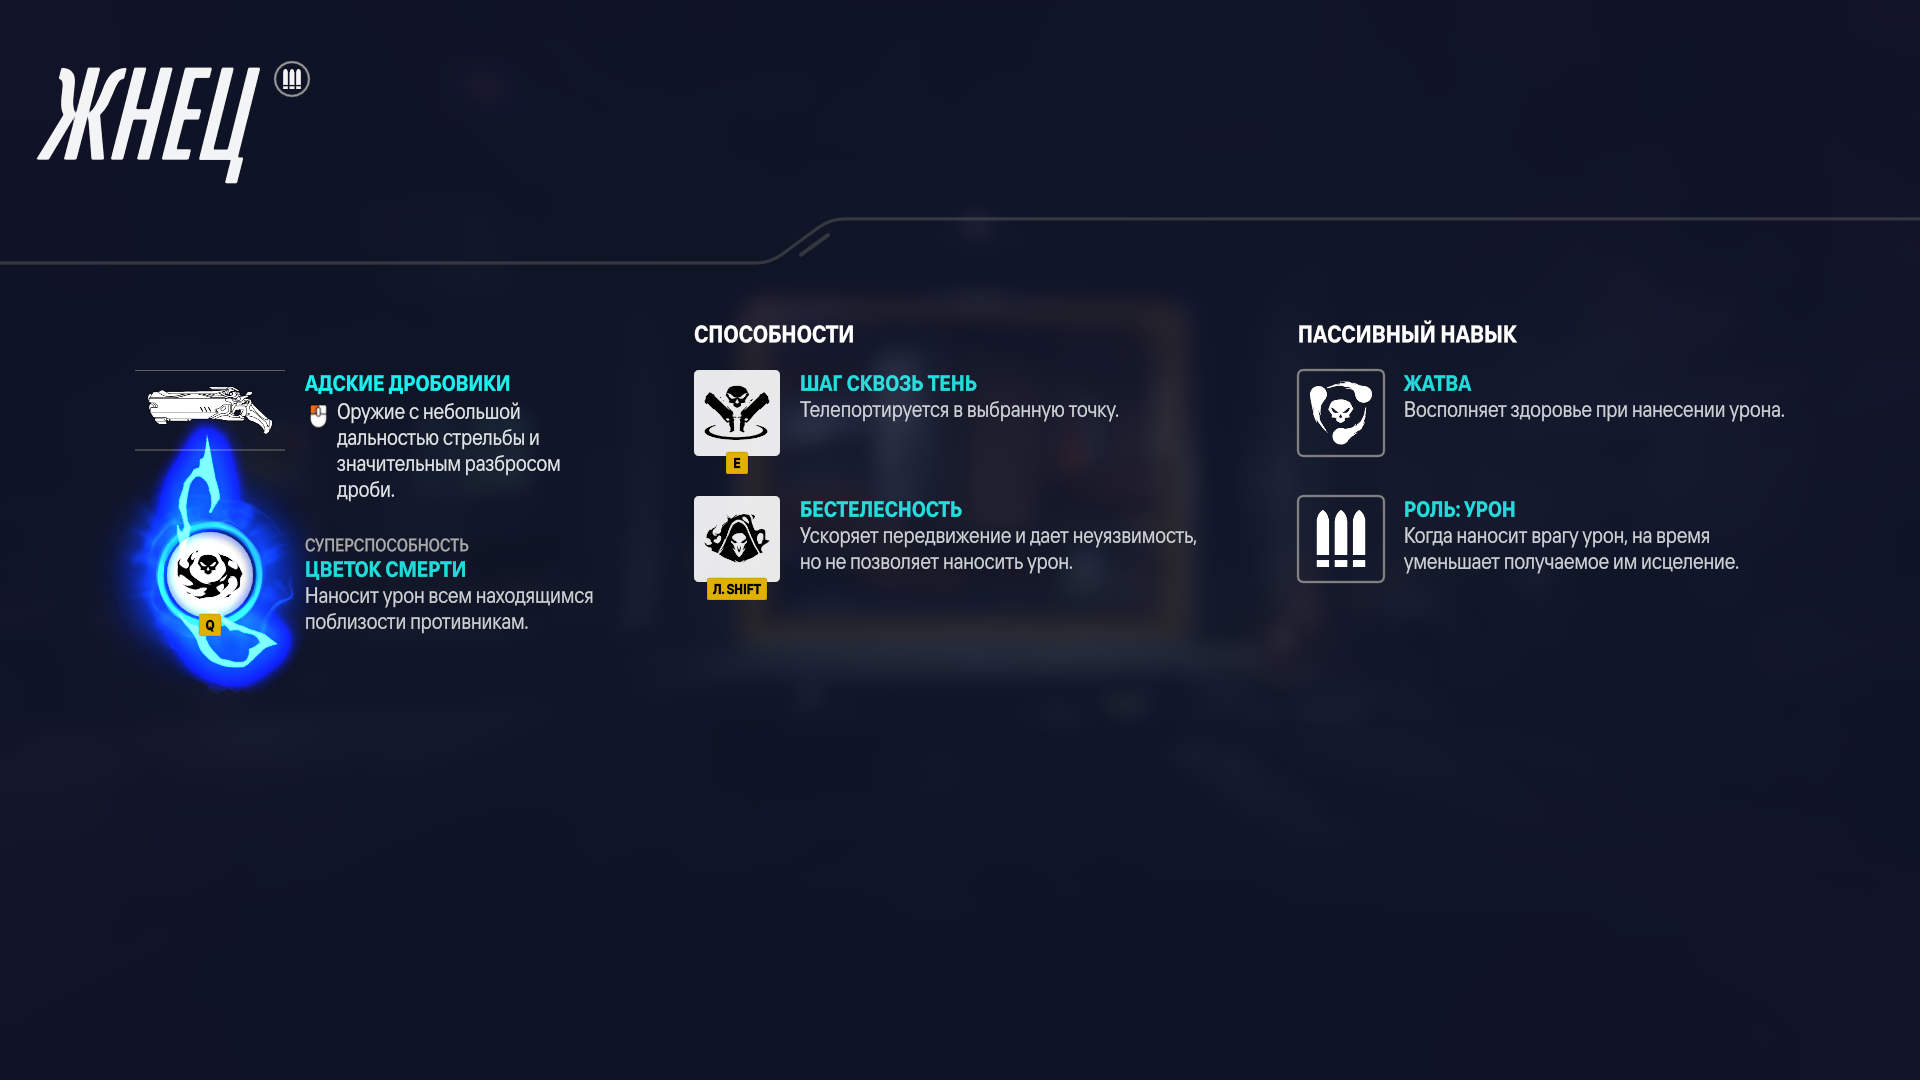 ЖНЕЦ
АДСКИЕ ДРОБОВИКИ
Оружие с небольшой
дальностью стрельбы и
значительным разбросом
дроби.
СУПЕРСПОСОБНОСТЬ
ЦВЕТОК СМЕРТИ
Наносит урон всем находящимся
поблизости противникам.
Q
СПОСОБНОСТИ
ШАГ СКВОЗЬ ТЕНЬ
Телепортируется в выбранную точку.
E
БЕСТЕЛЕСНОСТЬ
Ускоряет передвижение и дает неуязвимость,
но не позволяет наносить урон.
Л. SHIFT
ПАССИВНЫЙ НАВЫК
ЖАТВА
Восполняет здоровье при нанесении урона.
РОЛЬ: УРОН
Когда наносит врагу урон, на время
уменьшает получаемое им исцеление.